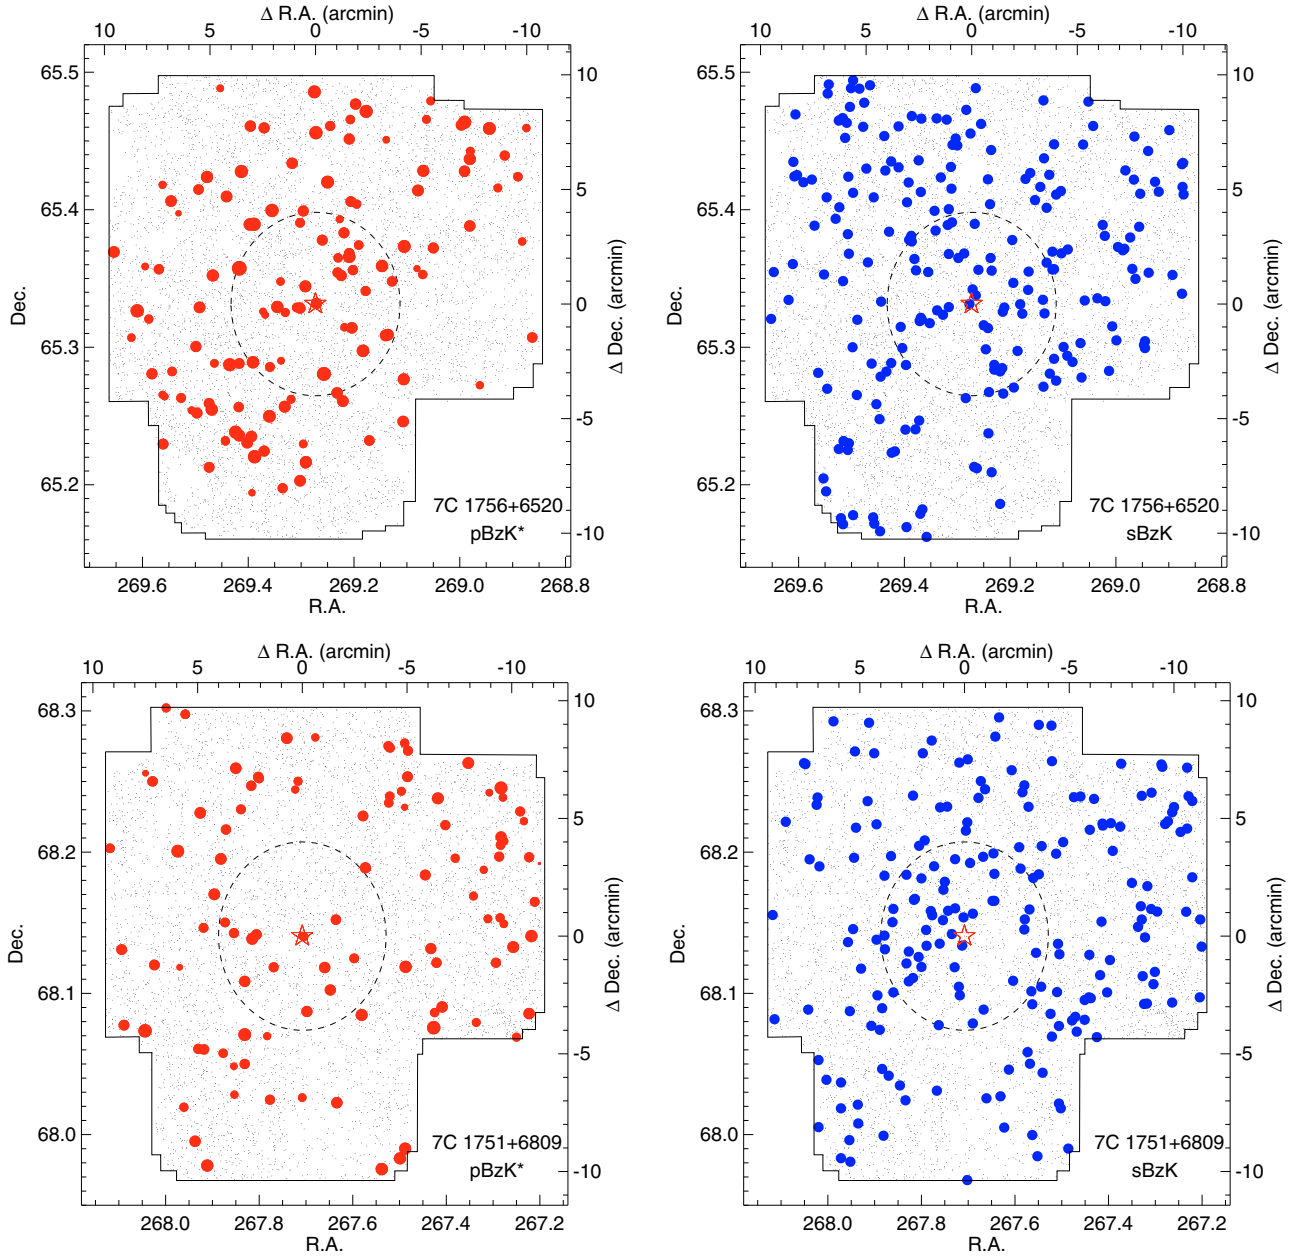 Δ R.A. (arcmin)
10 5 0 -5 -10
65.5
65.4
65.3
65.2
Dec.
10
5
0
-5
-10
Δ Dec. (arcmin)
7C 1756+6520
pBzK*
269.6 269.4 269.2 269.0 268.8
R.A.
Δ R.A. (arcmin)
10 5 0 -5 -10
65.5
65.4
65.3
65.2
Dec.
10
5
0
-5
-10
Δ Dec. (arcmin)
7C 1756+6520
sBzK
269.6 269.4 269.2 269.0 268.8
R.A.
Δ R.A. (arcmin)
10 5 0 -5 -10
68.3
68.2
68.1
68.0
Dec.
10
5
0
-5
-10
Δ Dec. (arcmin)
7C 1751+6809
pBzK*
268.0 267.8 267.6 267.4 267.2
R.A.
Δ R.A. (arcmin)
10 5 0 -5 -10
68.3
68.2
68.1
68.0
Dec.
10
5
0
-5
-10
Δ Dec. (arcmin)
7C 1751+6809
sBzK
268.0 267.8 267.6 267.4 267.2
R.A.